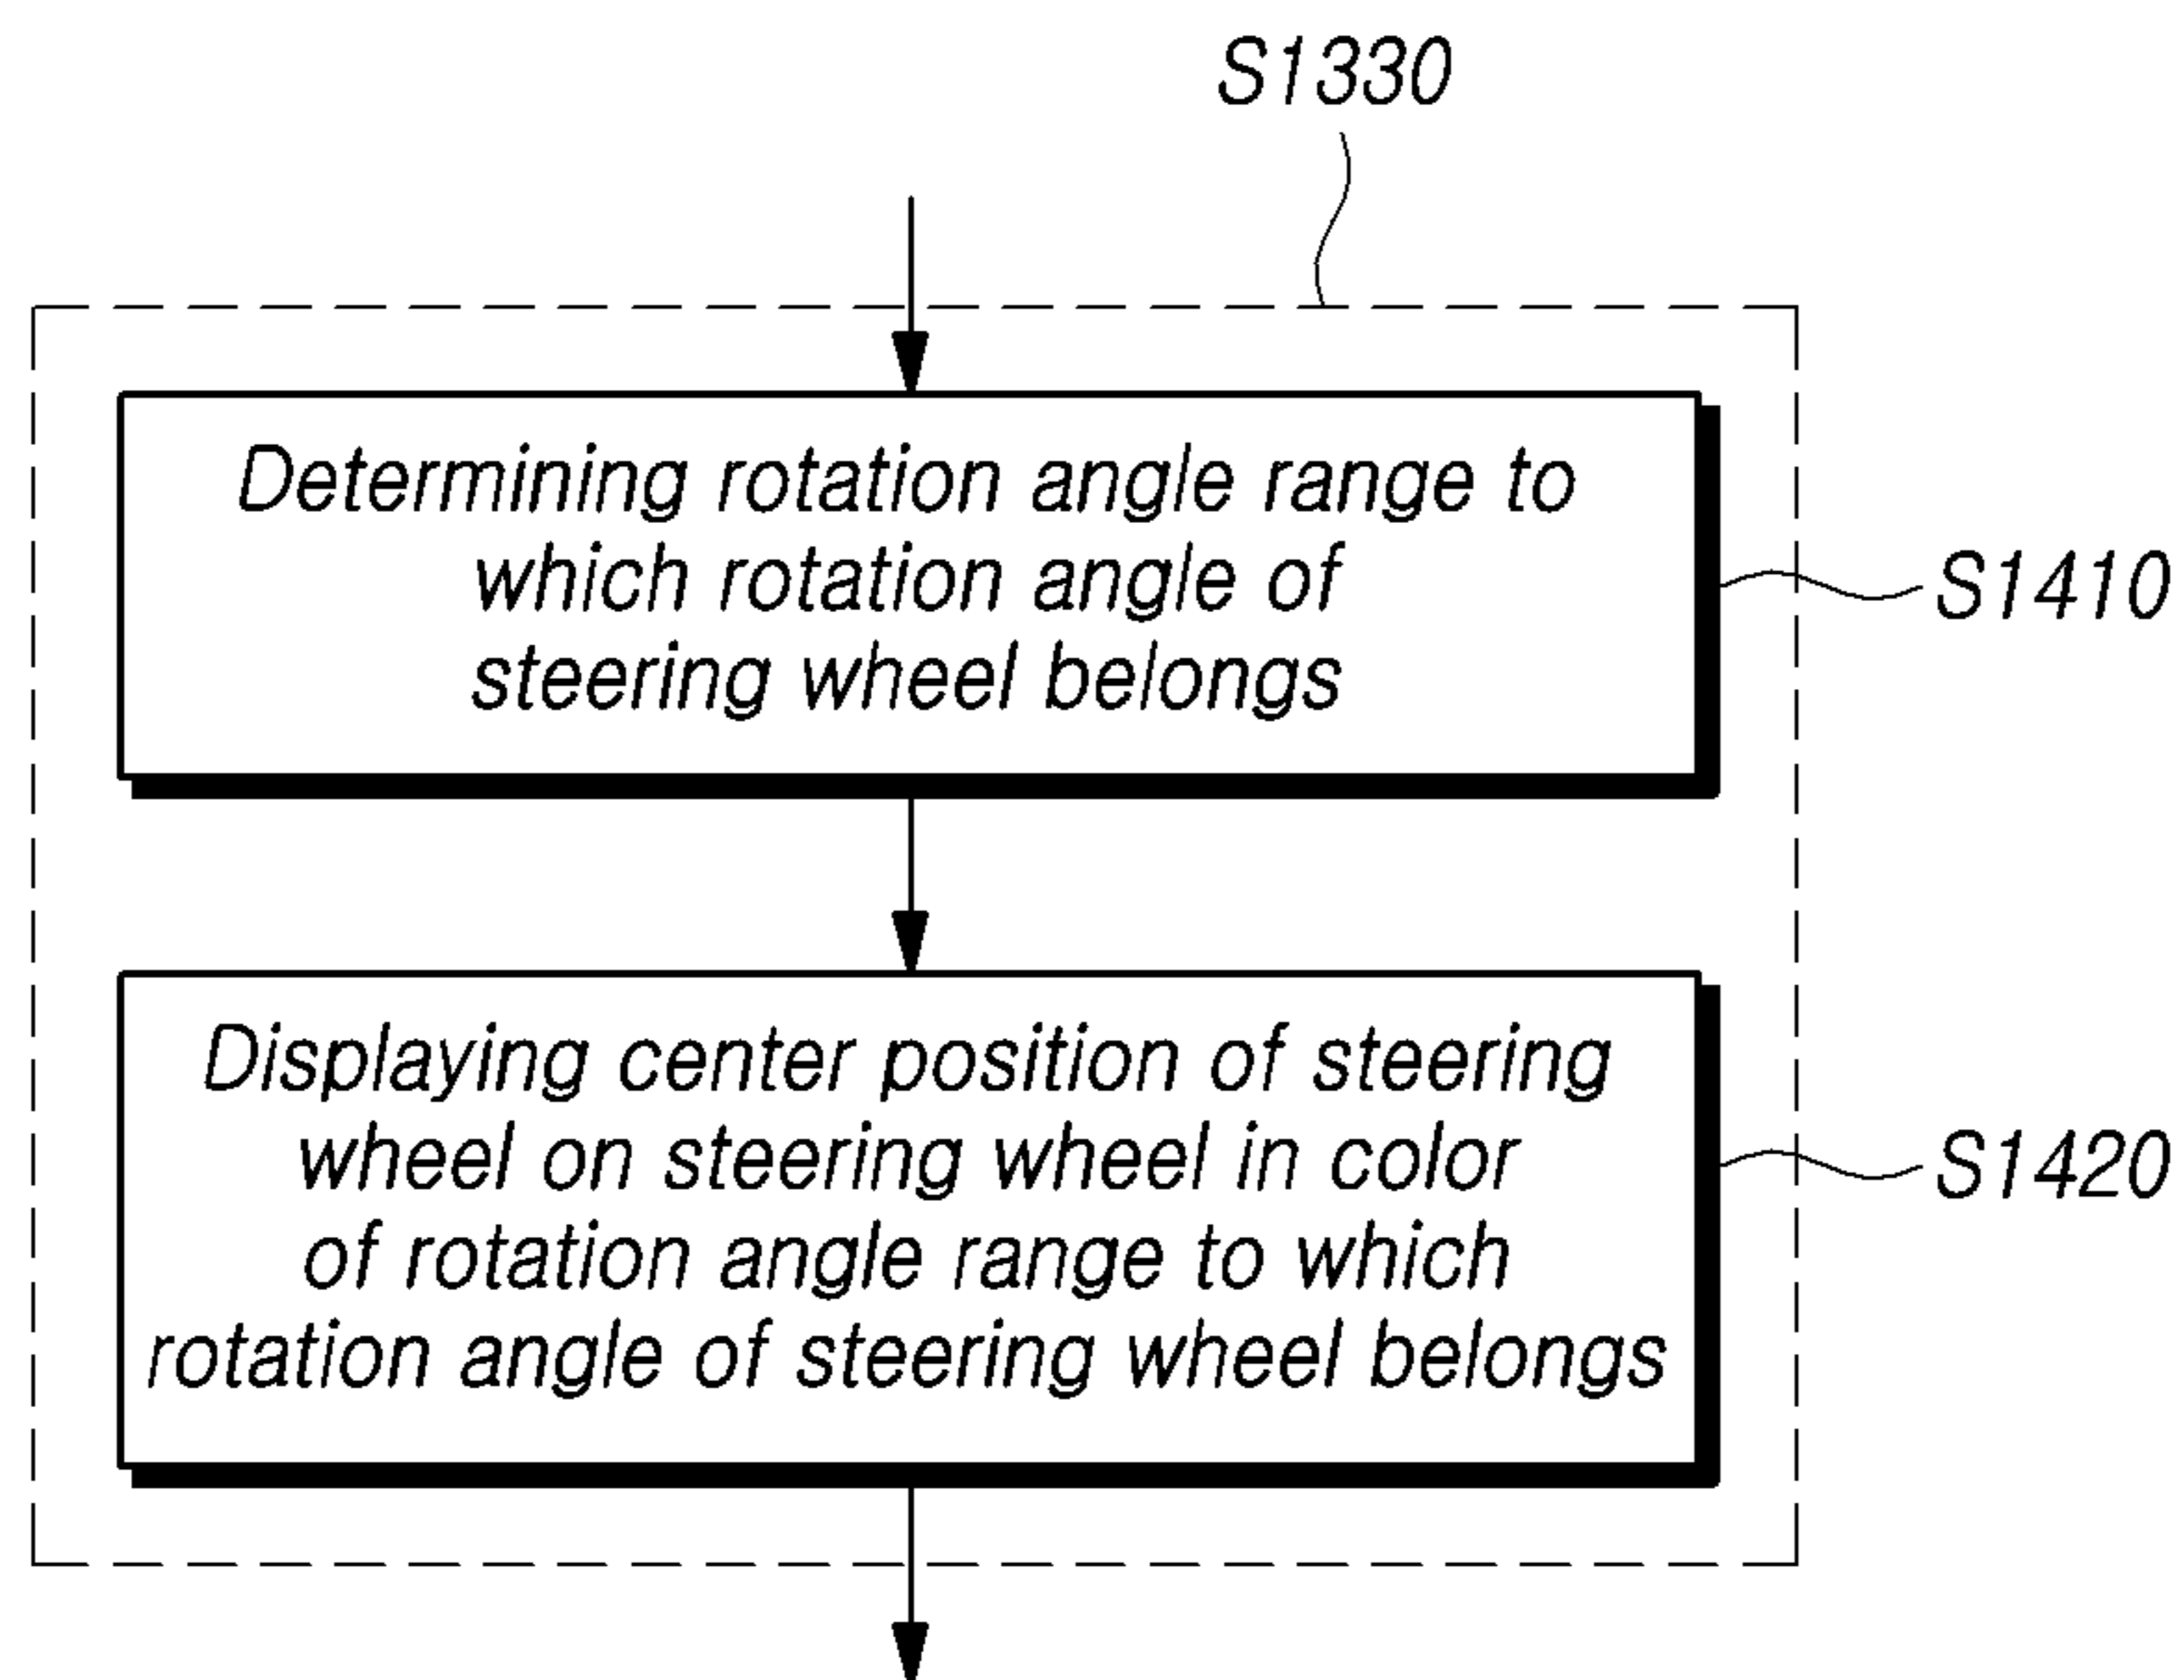 S1330
Determining rotation angle range to
which rotation angle of
steering wheel belongs
S1410
Displaying center position of steering
wheel on steering wheel in color
of rotation angle range to which
rotation angle of steering wheel belongs
S1420